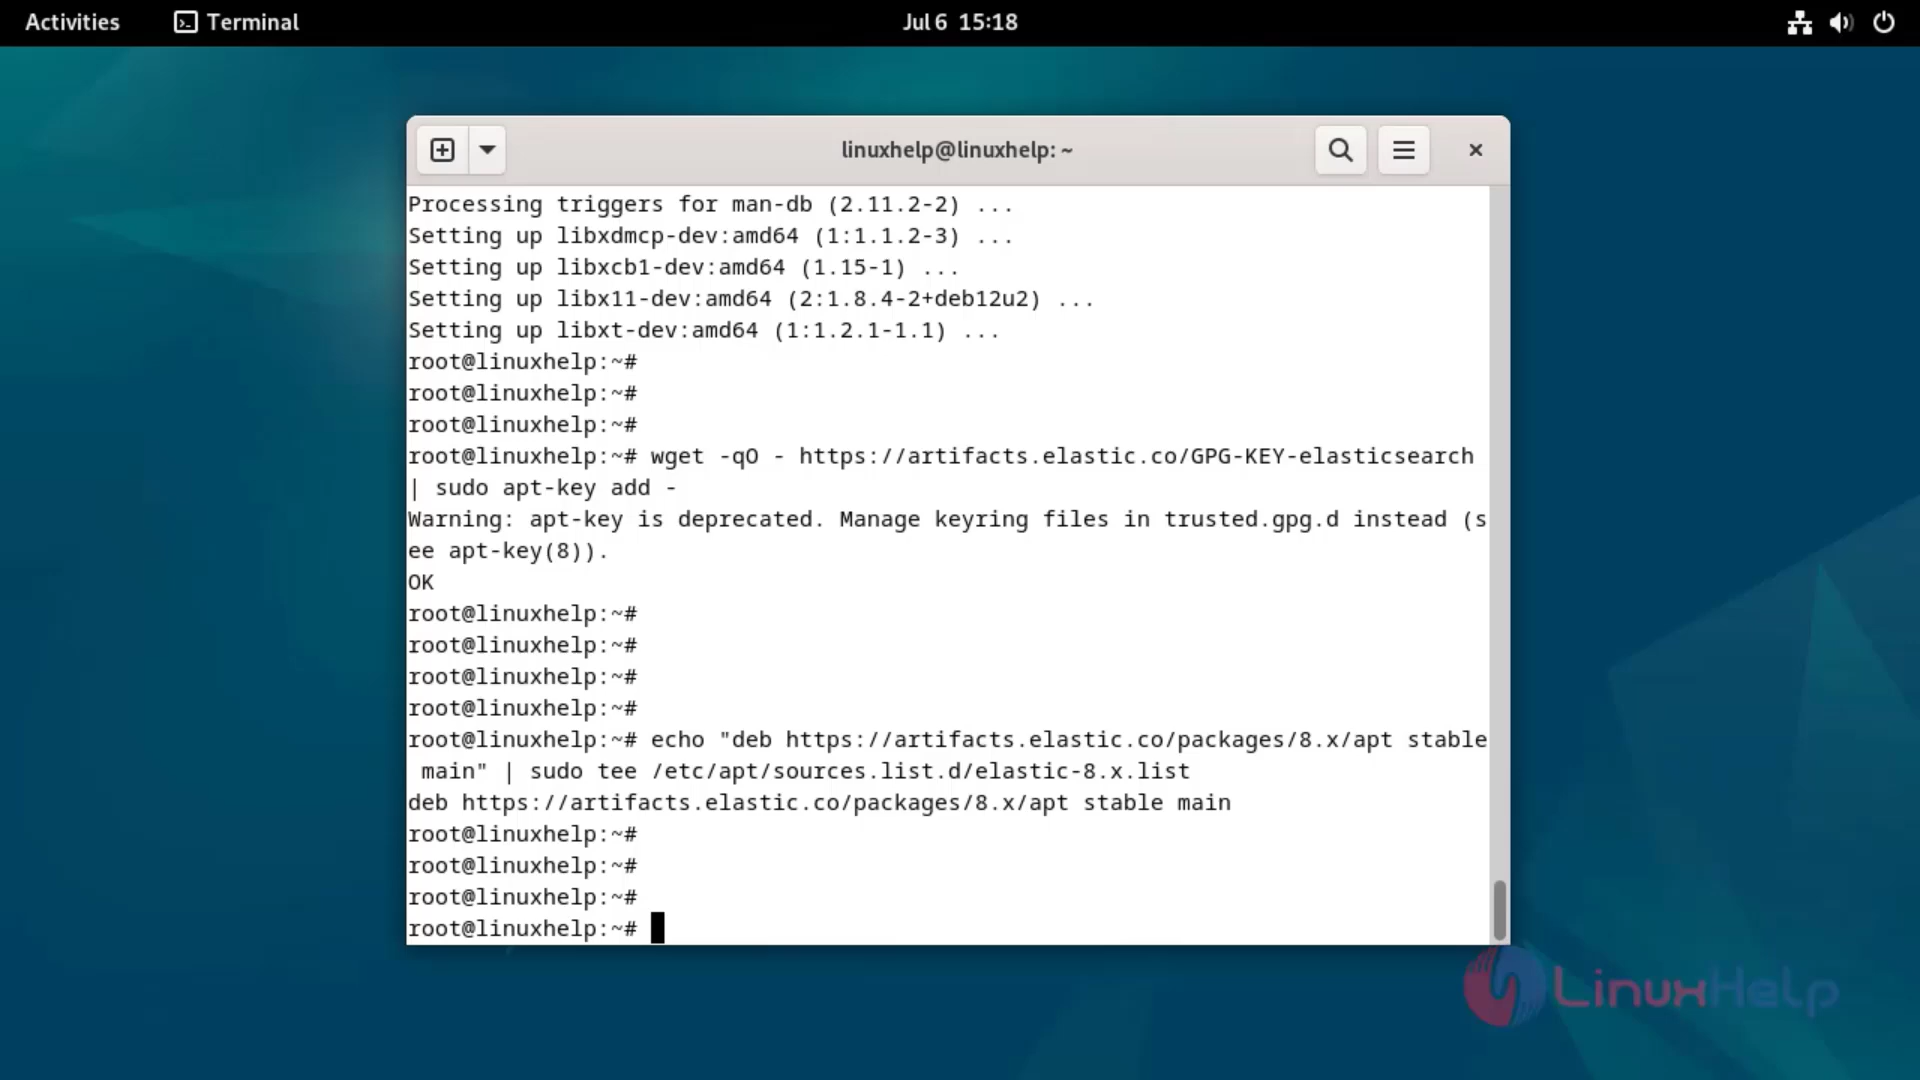 Activities Terminal Jul 6 15:18
linuxhelp@linuxhelp: ~
Processing triggers for man-db (2.11.2-2) ...
Setting up libxdmcp-dev:amd64 (1:1.1.2-3) ...
Setting up libxcb1-dev:amd64 (1.15-1) ...
Setting up libx11-dev:amd64 (2:1.8.4-2+deb12u2) ...
Setting up libxt-dev:amd64 (1:1.2.1-1.1) ...
root@linuxhelp:~#
root@linuxhelp:~#
root@linuxhelp:~#
root@linuxhelp:~# wget -qO - https://artifacts.elastic.co/GPG-KEY-elasticsearch
| sudo apt-key add -
Warning: apt-key is deprecated. Manage keyring files in trusted.gpg.d instead (s
ee apt-key(8)).
OK
root@linuxhelp:~#
root@linuxhelp:~#
root@linuxhelp:~#
root@linuxhelp:~#
root@linuxhelp:~# echo "deb https://artifacts.elastic.co/packages/8.x/apt stable
 main" | sudo tee /etc/apt/sources.list.d/elastic-8.x.list
deb https://artifacts.elastic.co/packages/8.x/apt stable main
root@linuxhelp:~#
root@linuxhelp:~#
root@linuxhelp:~#
root@linuxhelp:~#
LinuxHelp